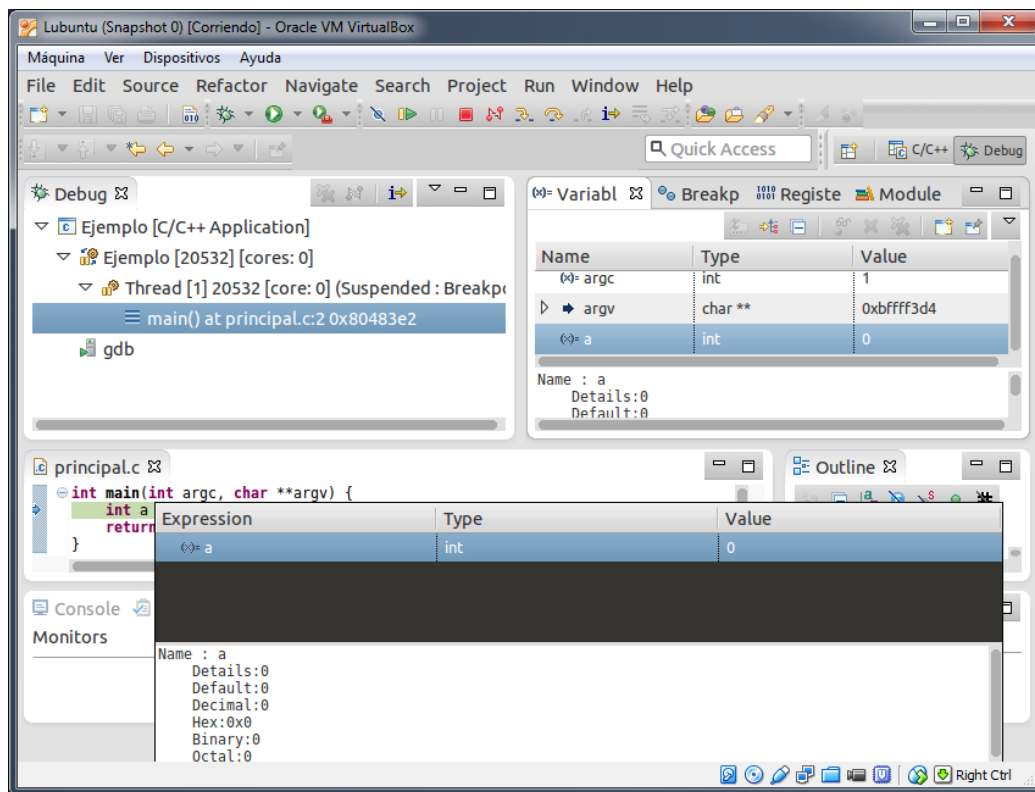 Lubuntu (Snapshot 0) [Corriendo] - Oracle VM VirtualBox
Máquina Ver Dispositivos Ayuda
File Edit Source Refactor Navigate Search Project Run Window Help
Quick Access C/C++ Debug
Debug
Ejemplo [C/C++ Application]
Ejemplo [20532] [cores: 0]
Thread [1] 20532 [core: 0] (Suspended : Breakpo
main() at principal.c:2 0x80483e2
gdb
(x)= Variabl Breakp Registe Module
Name Type Value
(x)= argc int 1
argv char ** 0xbffff3d4
(x)= a int 0
Name : a
Details:0
Default:0
principal.c
int main(int argc, char **argv) {
int a
return
}
Outline
Expression Type Value
(x)= a int 0
Console
Monitors
Name : a
Details:0
Default:0
Decimal:0
Hex:0x0
Binary:0
Octal:0
Right Ctrl